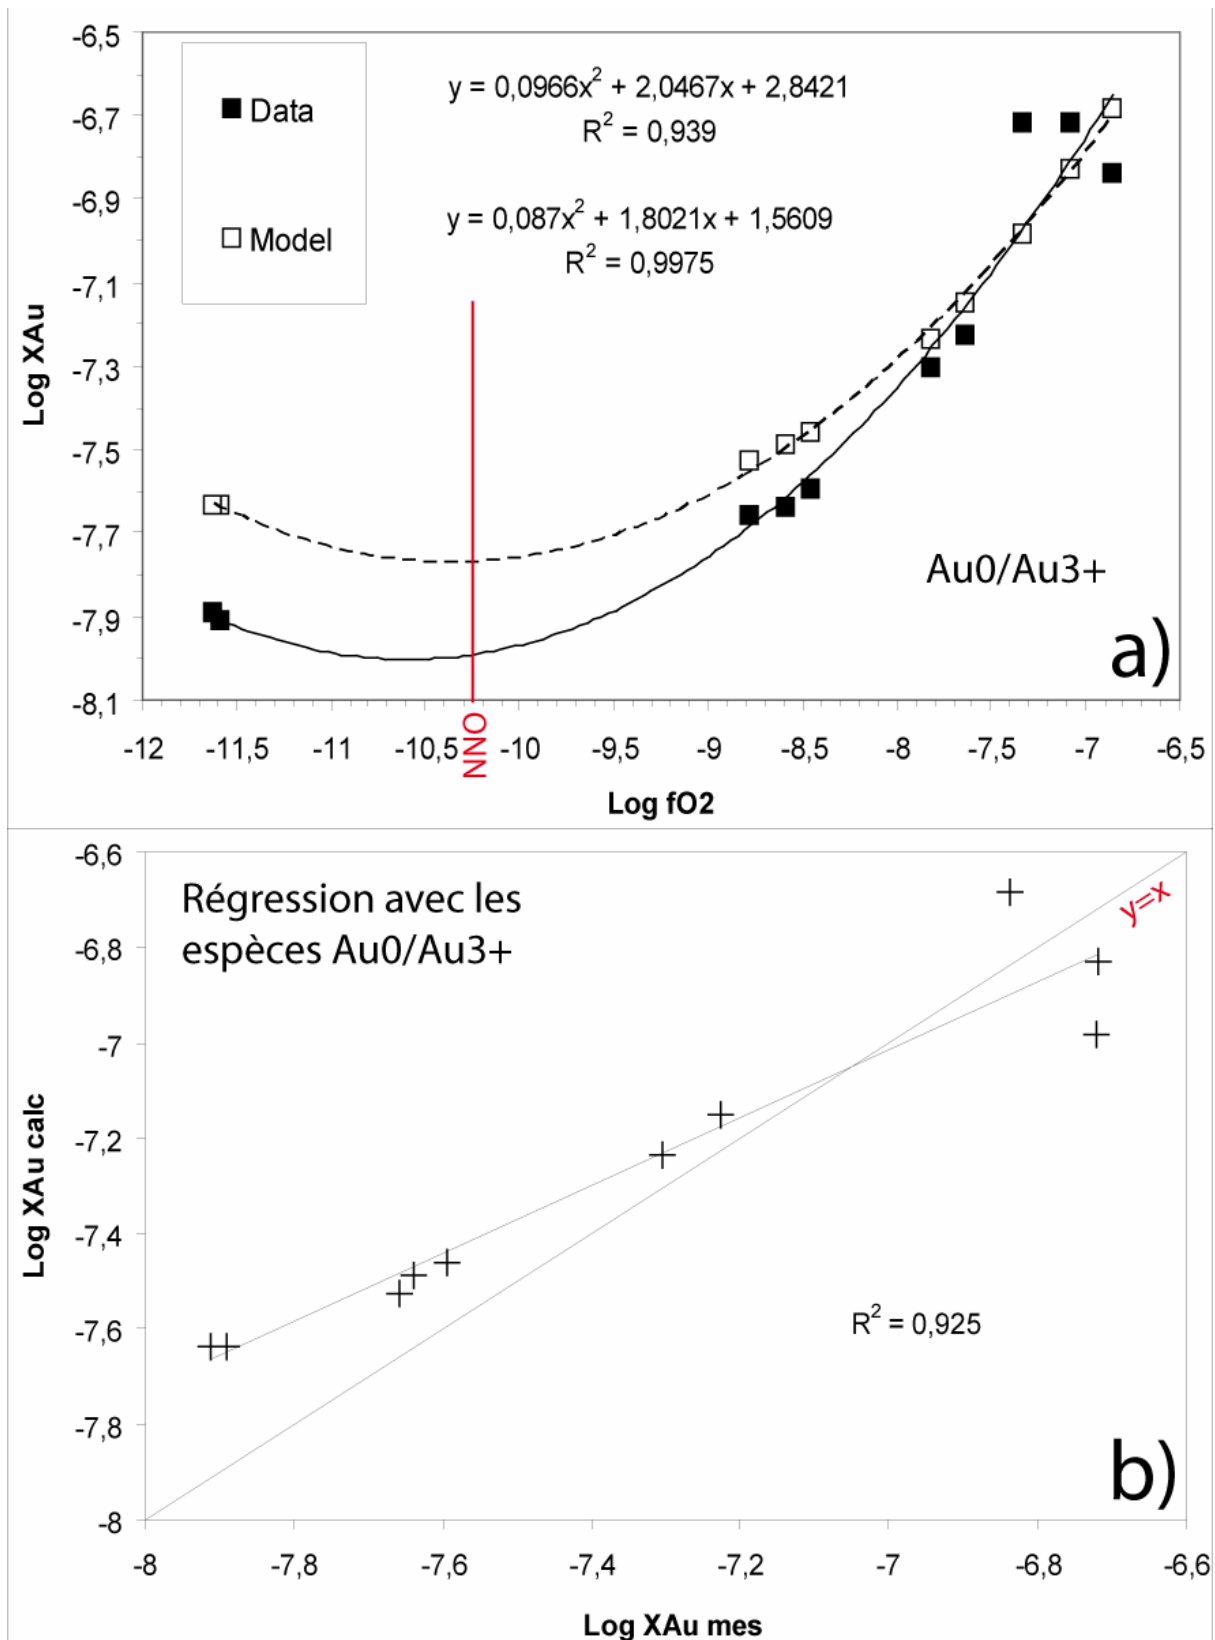 -6,5
-6,7
-6,9
-7,1
-7,3
-7,5
-7,7
-7,9
-8,1
Log XAu
Data
Model
y = 0,0966x² + 2,0467x + 2,8421
R² = 0,939
y = 0,087x² + 1,8021x + 1,5609
R² = 0,9975
Au0/Au3+
a)
-12 -11,5 -11 -10,5 -10 -9,5 -9 -8,5 -8 -7,5 -7 -6,5
NNO
Log fO2
-6,6
-6,8
-7
-7,2
-7,4
-7,6
-7,8
-8
Log XAu calc
Régression avec les
espèces Au0/Au3+
y=x
R² = 0,925
b)
-8 -7,8 -7,6 -7,4 -7,2 -7 -6,8 -6,6
Log XAu mes